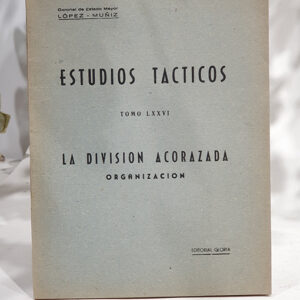 General de Estado Mayor
LÓPEZ - MUÑIZ
ESTUDIOS TACTICOS
TOMO LXXVI
LA DIVISION ACORAZADA
ORGANIZACION
EDITORIAL GLORIA